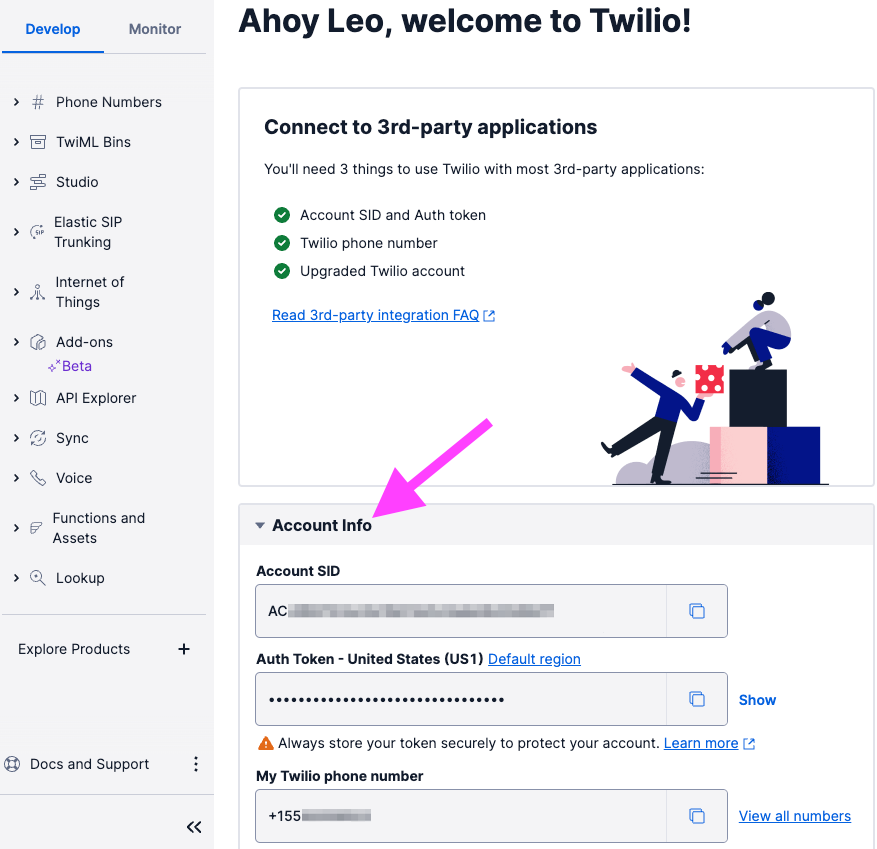 Ahoy Leo, welcome to Twilio!
Develop
Monitor
Phone Numbers
TwiML Bins
Studio
Elastic SIP
Trunking
Internet of
Things
Add-ons
Beta
API Explorer
Sync
Voice
Functions and
Assets
Lookup
Explore Products
Docs and Support
Connect to 3rd-party applications
You'll need 3 things to use Twilio with most 3rd-party applications:
Account SID and Auth token
Twilio phone number
Upgraded Twilio account
Read 3rd-party integration FAQ
Account Info
Account SID
AC
Auth Token - United States (US1) Default region
••••••••••••••••••••••••••••••••
Show
Always store your token securely to protect your account. Learn more
My Twilio phone number
+155
View all numbers